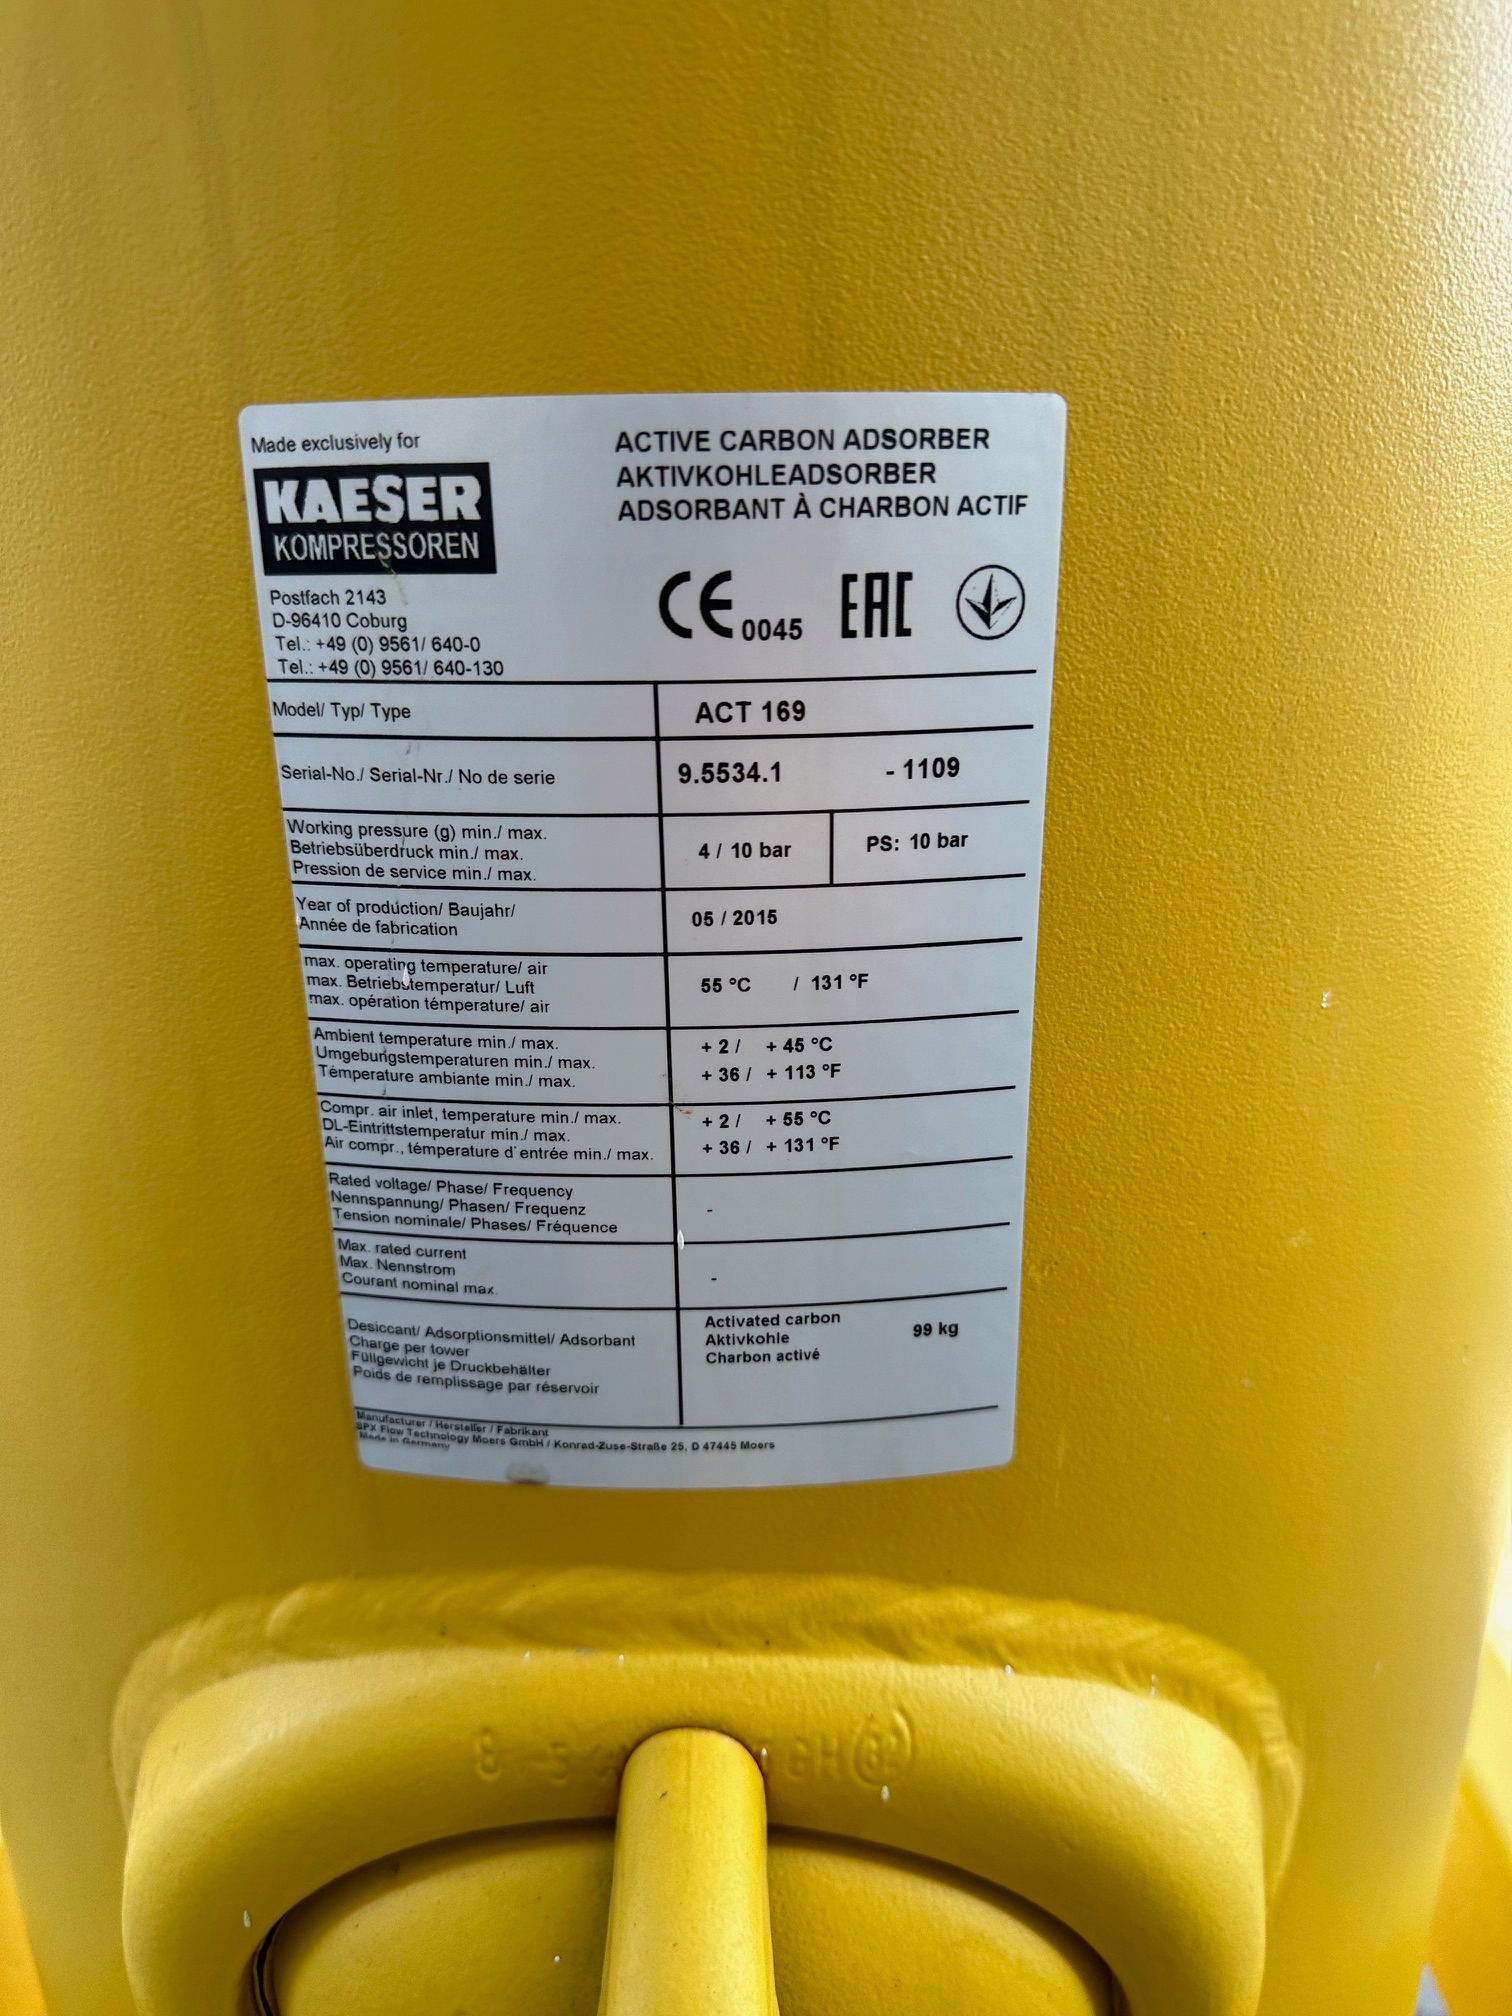 Made exclusively for
KAESER
KOMPRESSOREN
Postfach 2143
D-96410 Coburg
Tel.: +49 (0) 9561/ 640-0
Tel.: +49 (0) 9561/ 640-130
ACTIVE CARBON ADSORBER
AKTIVKOHLEADSORBER
ADSORBANT À CHARBON ACTIF
CE 0045 EAC
Model/ Typ/ Type
ACT 169
Serial-No./ Serial-Nr./ No de serie
9.5534.1 - 1109
Working pressure (g) min./ max.
Betriebsüberdruck min./ max.
Pression de service min./ max.
4 / 10 bar
PS: 10 bar
Year of production/ Baujahr/
Année de fabrication
05 / 2015
max. operating temperature/ air
max. Betriebstemperatur/ Luft
max. opération témperature/ air
55 °C / 131 °F
Ambient temperature min./ max.
Umgebungstemperaturen min./ max.
Témperature ambiante min./ max.
+ 2 / + 45 °C
+ 36 / + 113 °F
Compr. air inlet, temperature min./ max.
DL-Eintrittstemperatur min./ max.
Air compr., témperature d'entrée min./ max.
+ 2 / + 55 °C
+ 36 / + 131 °F
Rated voltage/ Phase/ Frequency
Nennspannung/ Phasen/ Frequenz
Tension nominale/ Phases/ Fréquence
-
Max. rated current
Max. Nennstrom
Courant nominal max.
-
Desiccant/ Adsorptionsmittel/ Adsorbant
Charge per tower
Füllgewicht je Druckbehälter
Poids de remplissage par réservoir
Activated carbon
Aktivkohle
Charbon activé
99 kg
Manufacturer / Hersteller / Fabrikant
SPX Flow Technology Moers GmbH / Konrad-Zuse-Straße 25, D 47445 Moers
Made in Germany